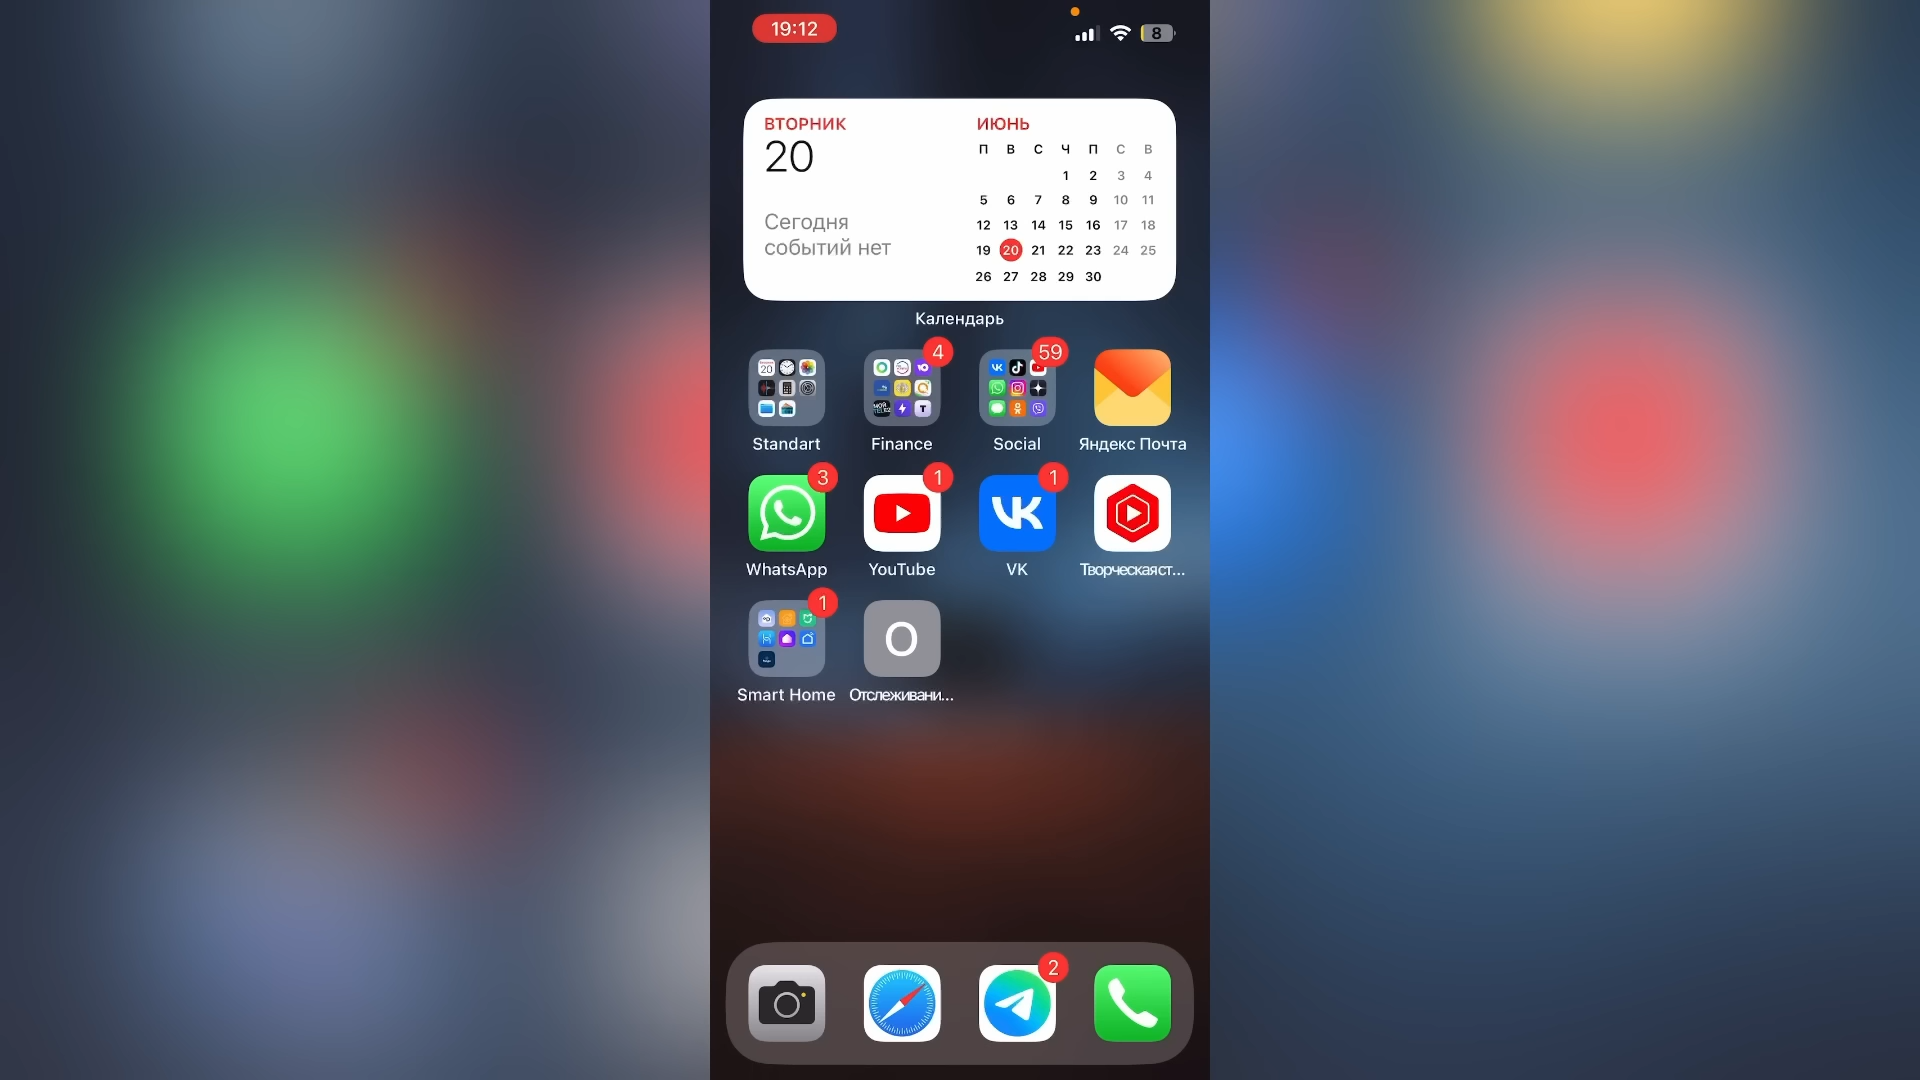 19:12
8
ВТОРНИК
20
Сегодня
событий нет
ИЮНЬ
П В С Ч П С В
1 2 3 4
5 6 7 8 9 10 11
12 13 14 15 16 17 18
19 20 21 22 23 24 25
26 27 28 29 30
Календарь
4
59
Standart
Finance
Social
Яндекс Почта
3
1
1
WhatsApp
YouTube
VK
Творческаяст...
1
O
Smart Home
Отслеживани...
2